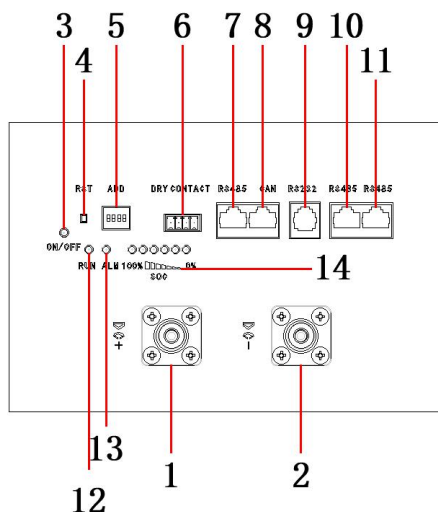 3 5 6 7 8 9 10 11
4
RST ADD DRY CONTACT RS485 CAN RS232 RS485 RS485
ON/OFF
RUN ALM 100% 0%
SOC
14
+ −
13 1 2
12